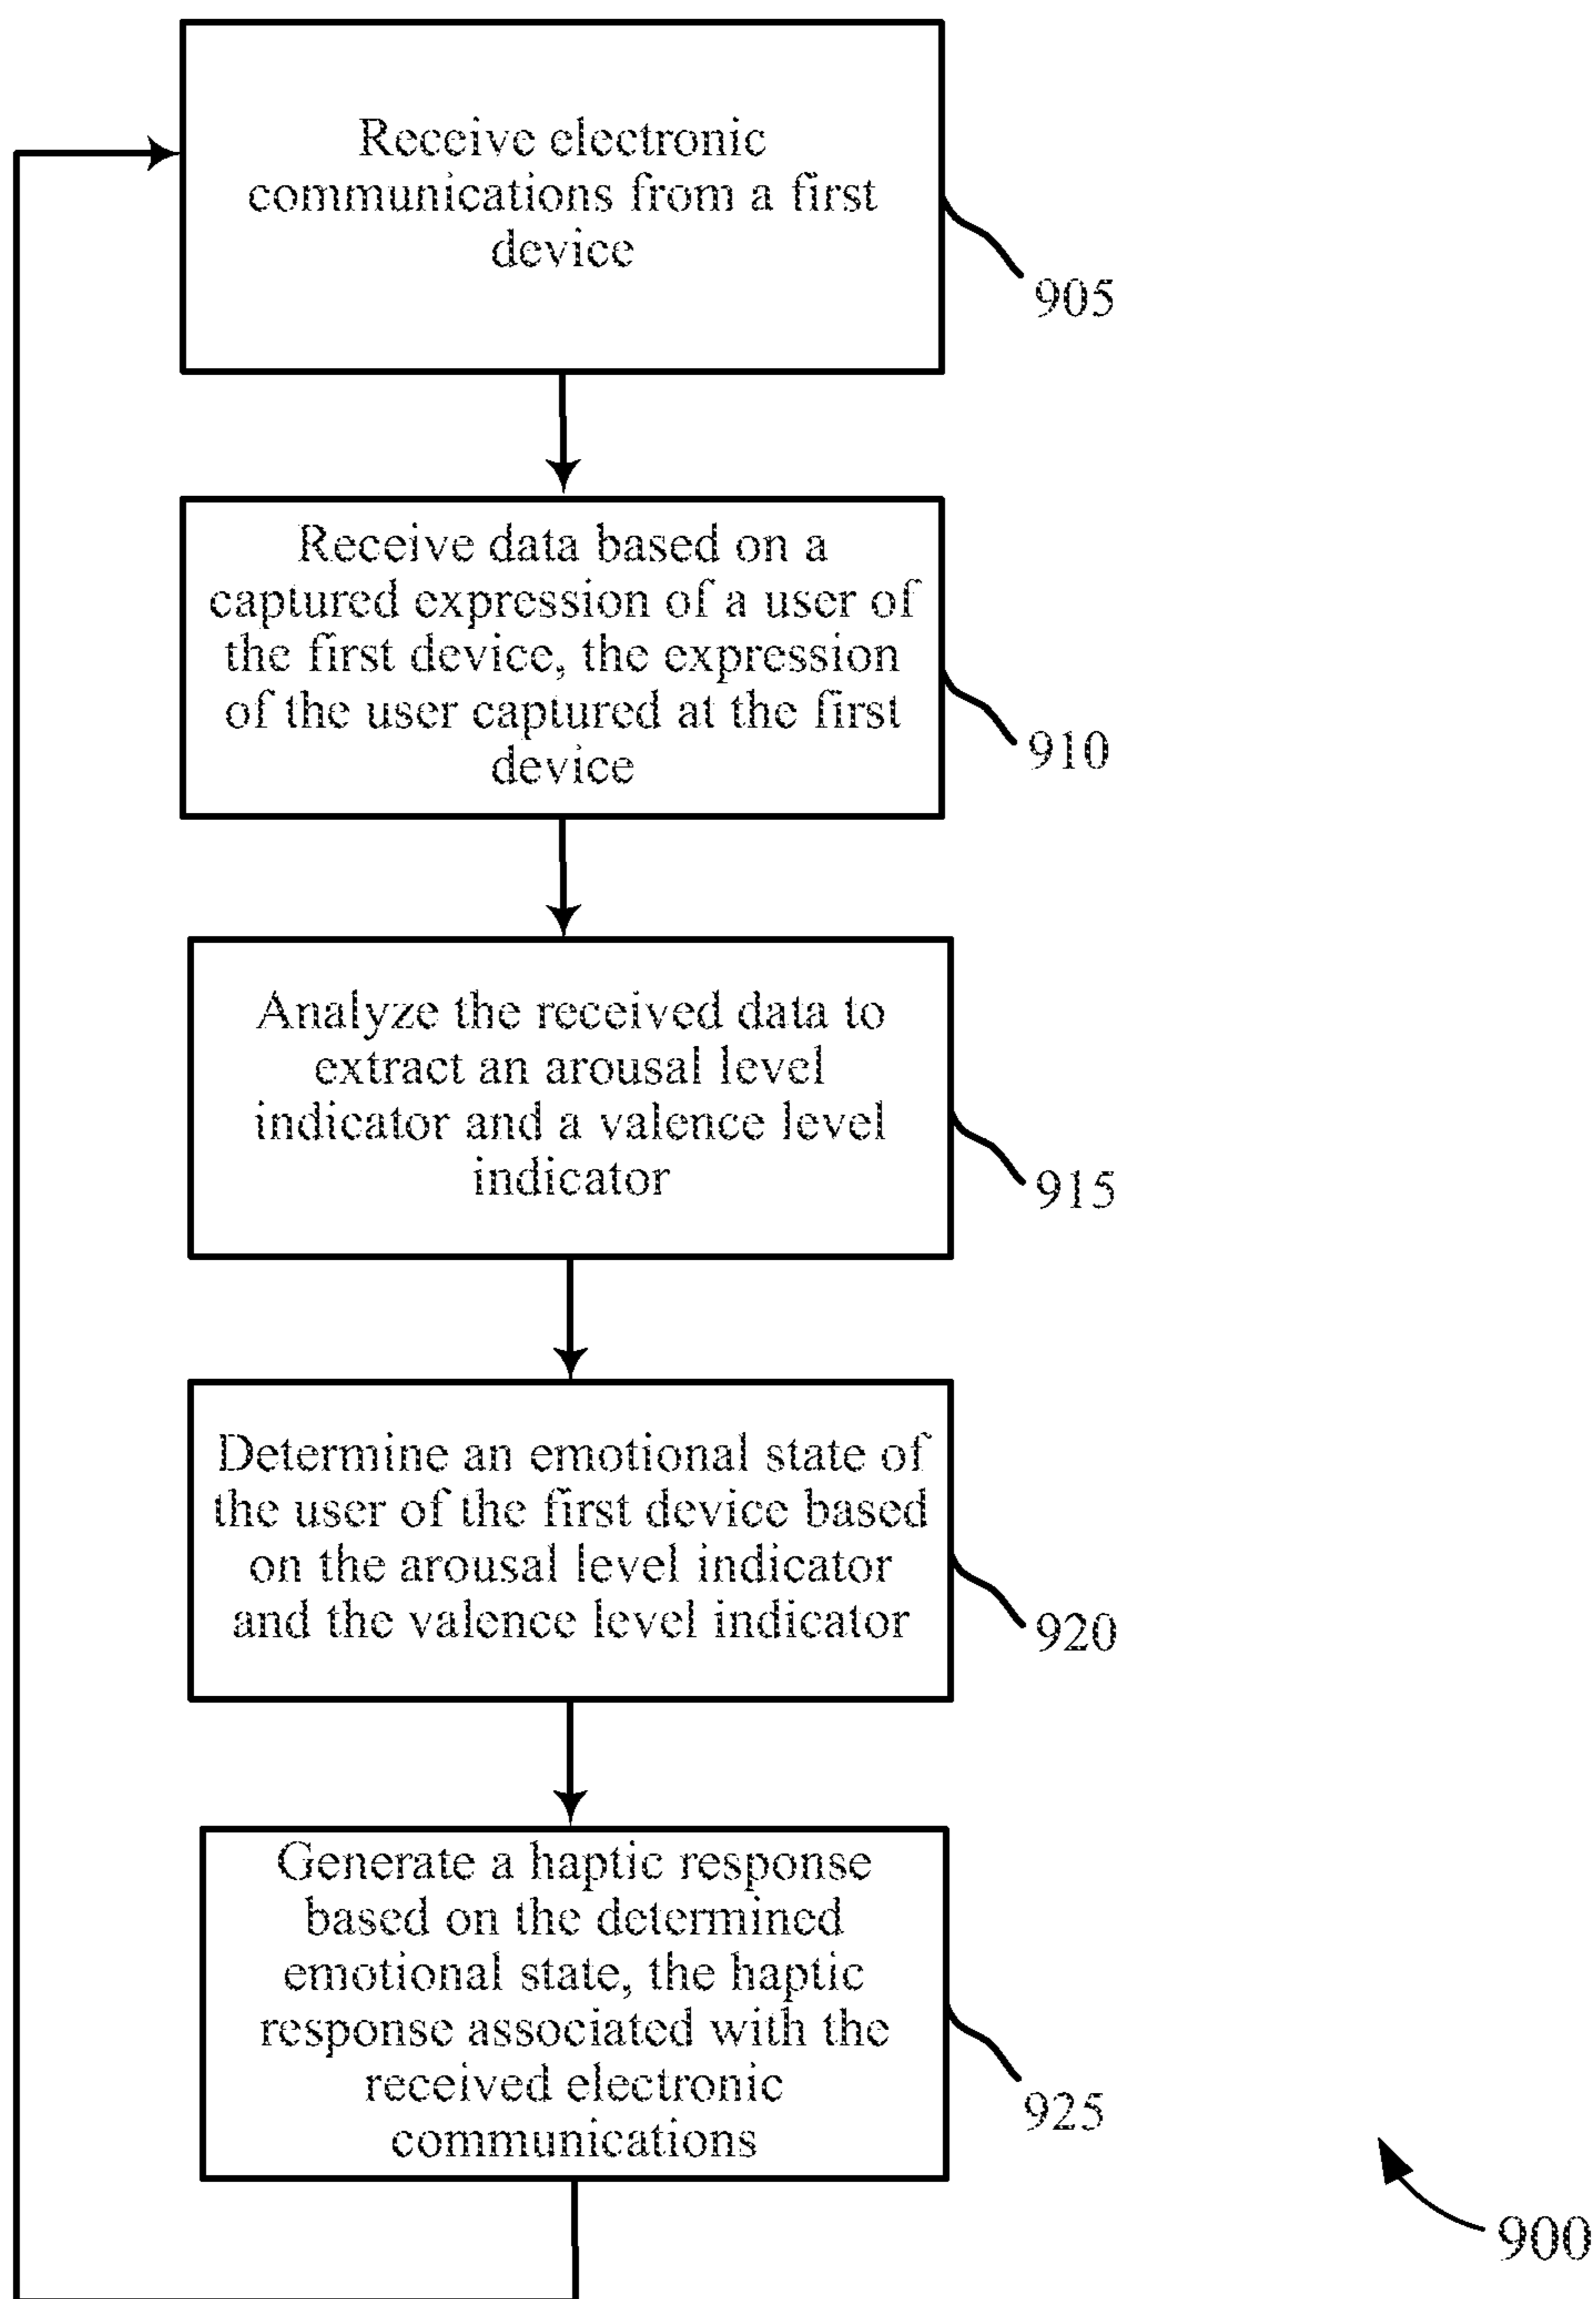 Receive electronic
communications from a first
device
905
Receive data based on a
captured expression of a user of
the first device, the expression
of the user captured at the first
device
910
Analyze the received data to
extract an arousal level
indicator and a valence level
indicator
915
Determine an emotional state of
the user of the first device based
on the arousal level indicator
and the valence level indicator
920
Generate a haptic response
based on the determined
emotional state, the haptic
response associated with the
received electronic
communications
925
900